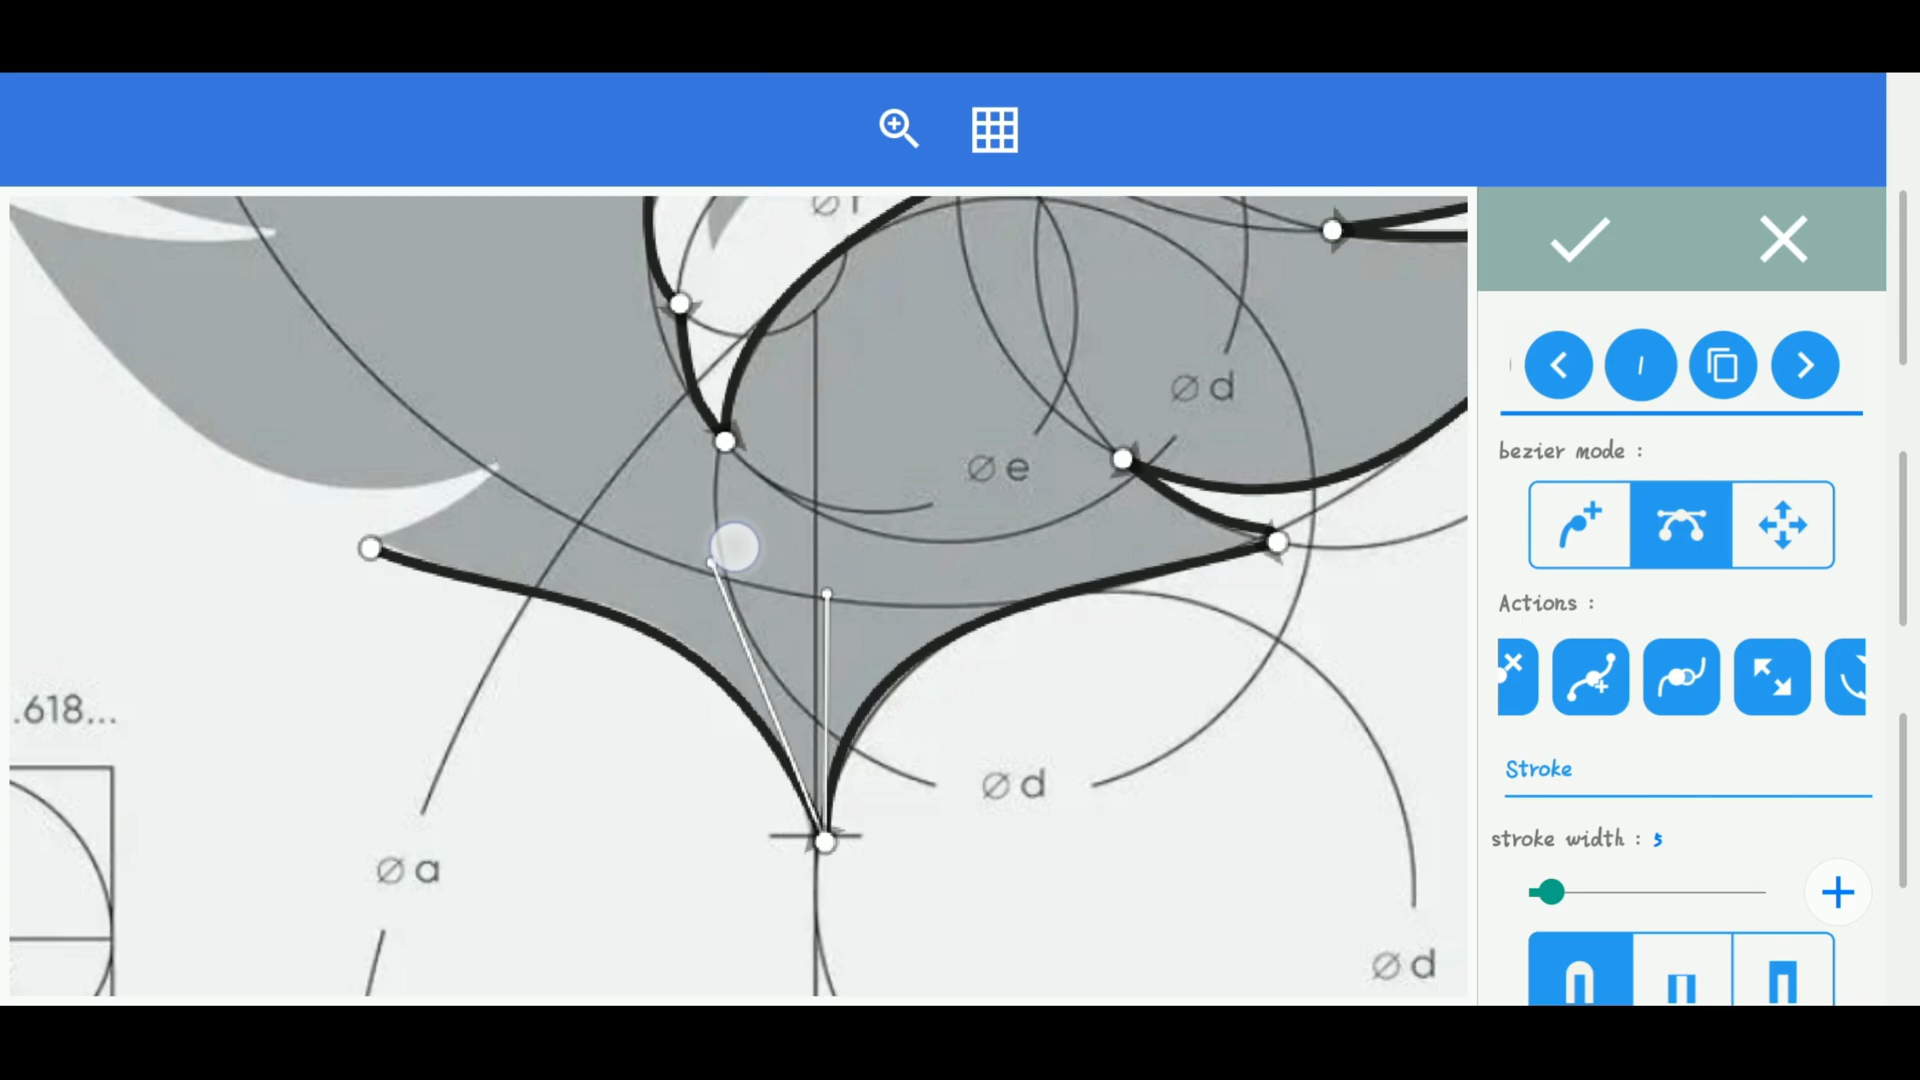 Ø d
Ø e
.618...
Ø d
Ø a
Ø d
bezier mode :
Actions :
Stroke
stroke width : 5